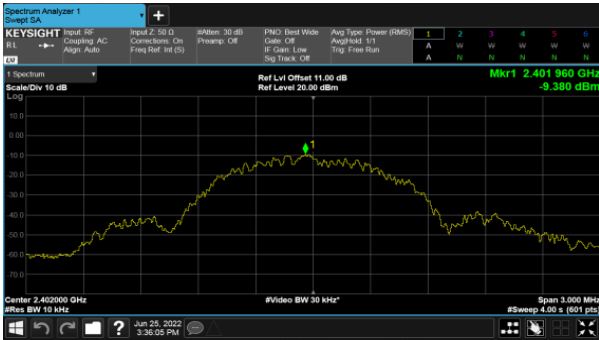 Spectrum Analyzer 1
Swept SA
+
KEYSIGHT Input: RF Input Z: 50 Ω #Atten: 30 dB PNO: Best Wide Avg Type: Power (RMS) 1 2 3 4 5 6
RL Coupling: AC Corrections: On Preamp: Off Gate: Off Avg|Hold: 1/1 A W W W W W
Align: Auto Freq Ref: Int (S) IF Gain: Low Trig: Free Run
Sig Track: Off A N N N N N
1 Spectrum
Ref Lvl Offset 11.00 dB Mkr1 2.401 960 GHz
Scale/Div 10 dB Ref Level 20.00 dBm -9.380 dBm
Log
10.0
0.00
-10.0
1
-20.0
-30.0
-40.0
-50.0
-60.0
-70.0
Center 2.402000 GHz #Video BW 30 kHz* Span 3.000 MHz
#Res BW 10 kHz #Sweep 4.00 s (601 pts)
? Jun 25, 2022
3:36:05 PM